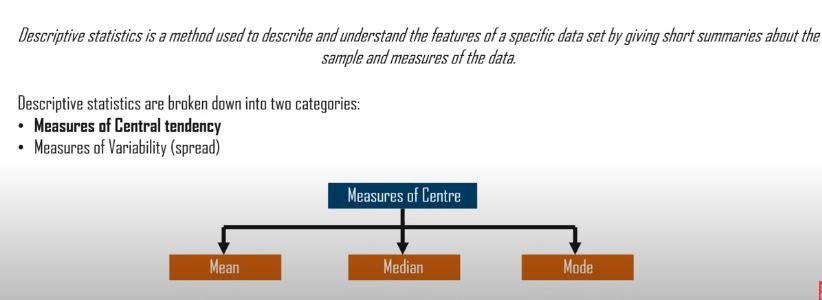 Descriptive statistics is a method used to describe and understand the features of a specific data set by giving short summaries about the
sample and measures of the data.
Descriptive statistics are broken down into two categories:
• Measures of Central tendency
• Measures of Variability (spread)
Measures of Centre
Mean
Median
Mode